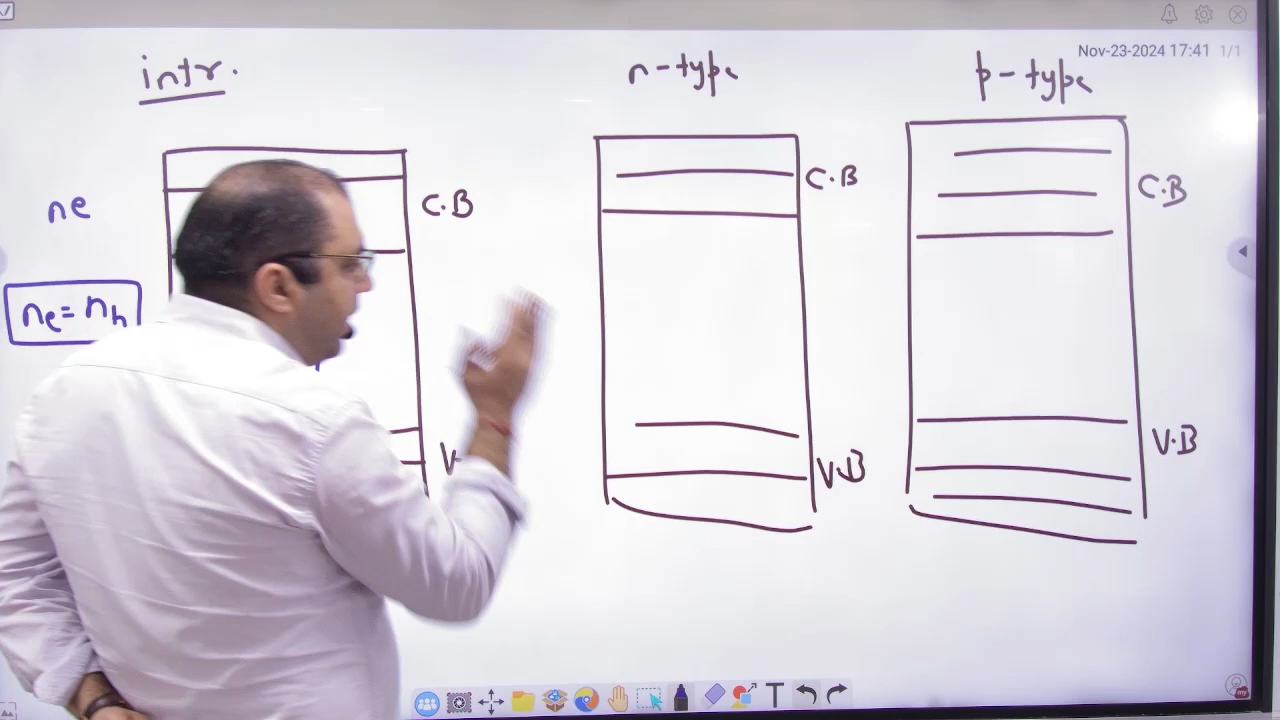 Nov-23-2024 17:41 1/1
intr.
n-type
p-type
ne
C.B
C.B
C.B
ne = nh
V.B
V.B
T